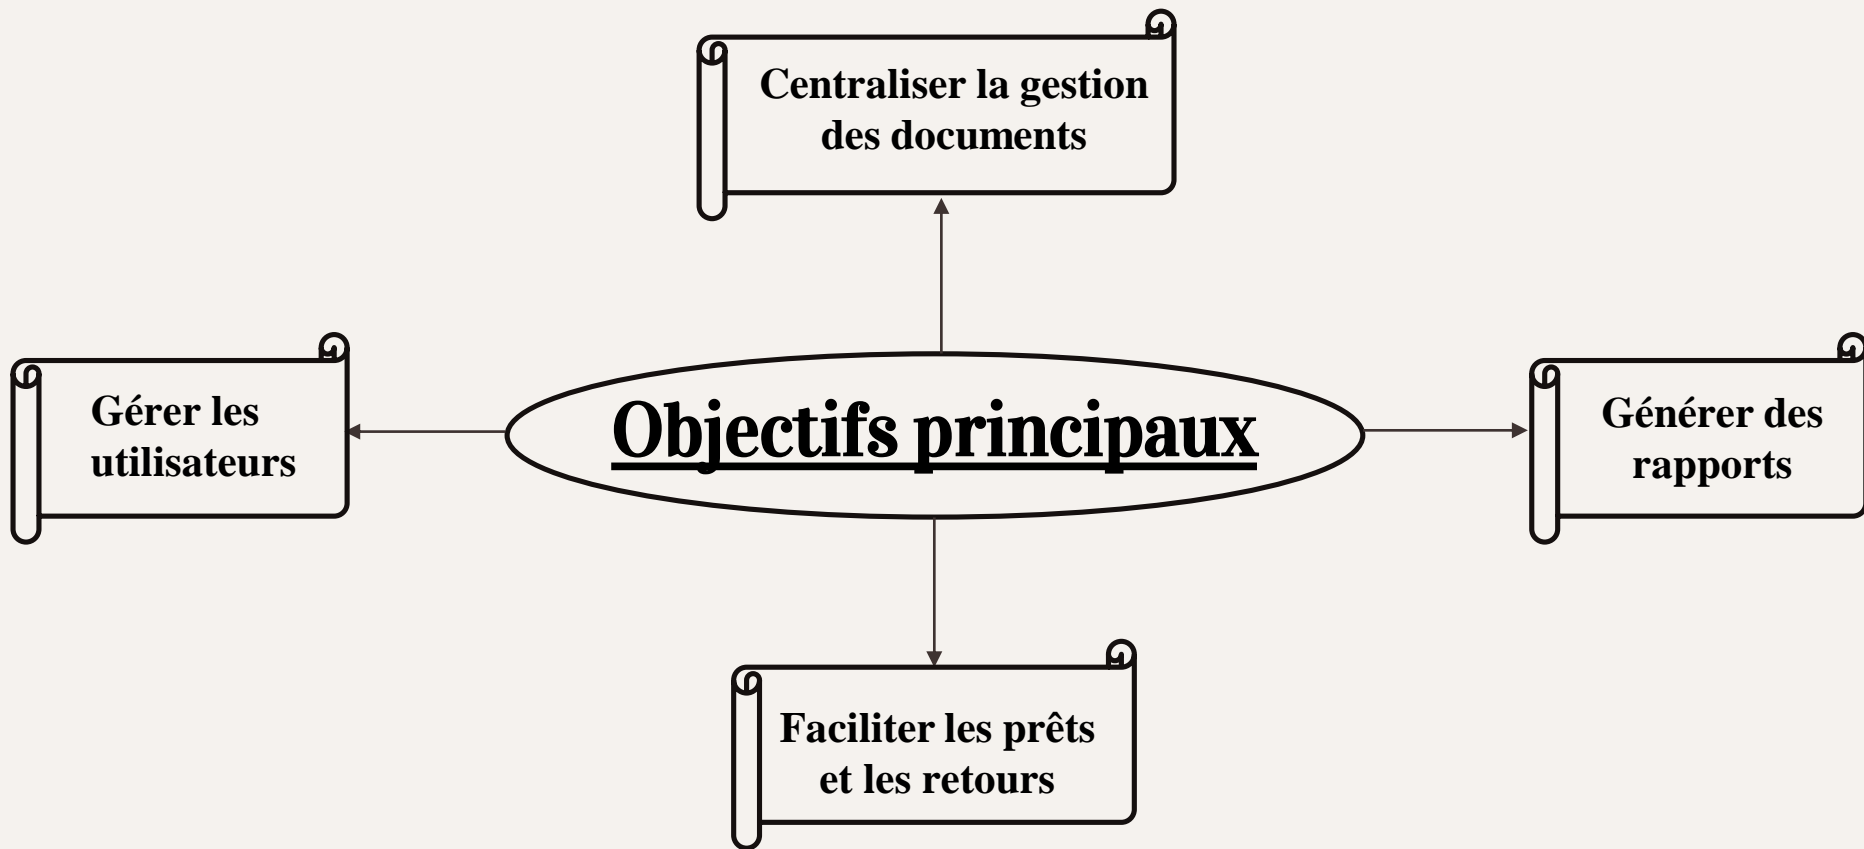 Centraliser la gestion
des documents
Gérer les
utilisateurs
Objectifs principaux
Générer des
rapports
Faciliter les prêts
et les retours